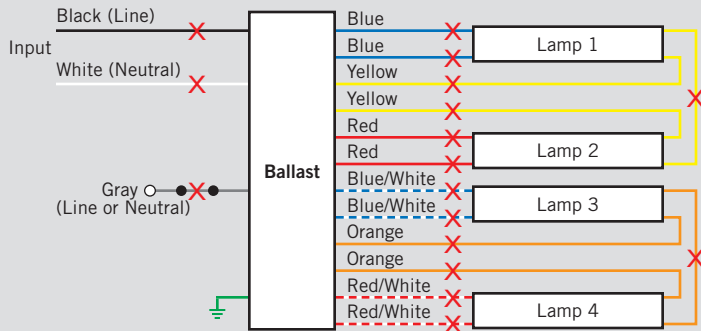 Black (Line)
Input
White (Neutral)
Gray
(Line or Neutral)
Ballast
Blue
Blue
Yellow
Yellow
Red
Red
Blue/White
Blue/White
Orange
Orange
Red/White
Red/White
Lamp 1
Lamp 2
Lamp 3
Lamp 4